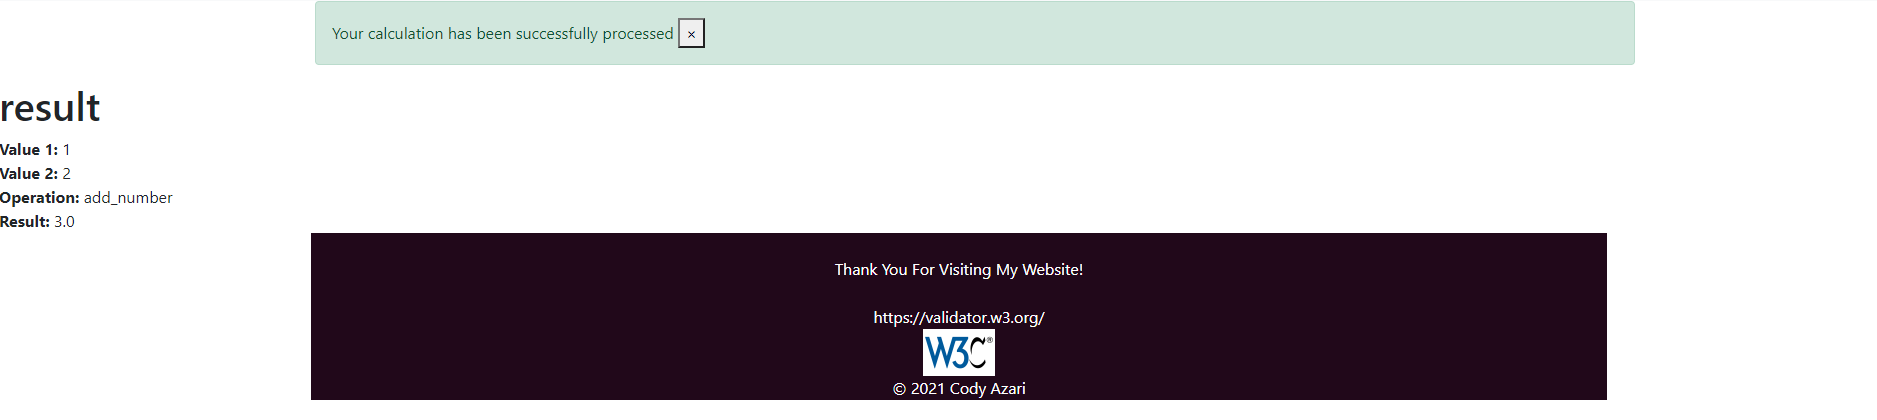 Your calculation has been successfully processed ×
result
Value 1: 1
Value 2: 2
Operation: add_number
Result: 3.0
Thank You For Visiting My Website!
https://validator.w3.org/
W3C®
© 2021 Cody Azari